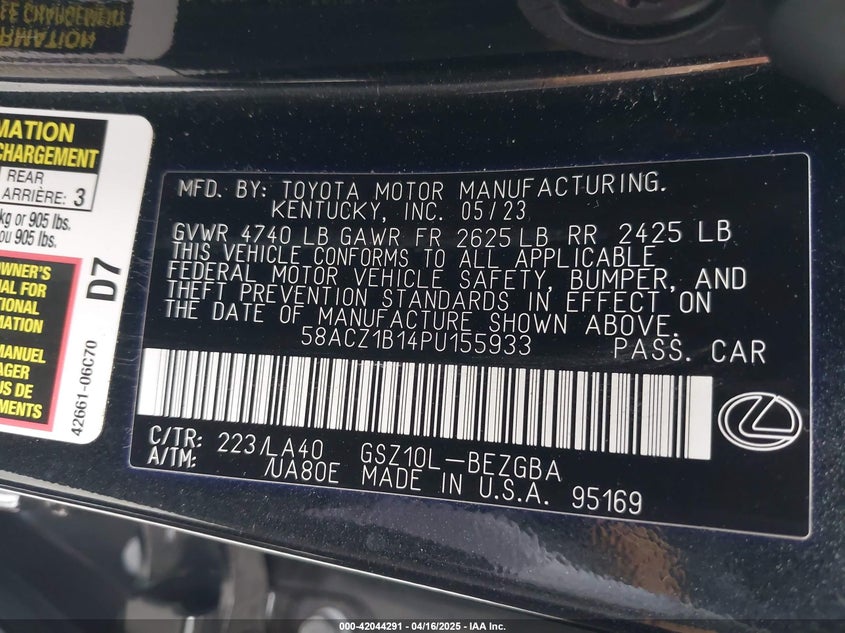 E CHANGEMENT
RMATION
MATION
CHARGEMENT
REAR
ARRIÈRE: 3
kg or 905 lbs.
ou 905 lbs.
OWNER'S
AL FOR
TIONAL
MATION
MANUEL
AGER
US DE
MENTS
D7
42661-06C70
MFD. BY: TOYOTA MOTOR MANUFACTURING.
KENTUCKY, INC. 05/23
GVWR 4740 LB GAWR FR 2625 LB RR 2425 LB
THIS VEHICLE CONFORMS TO ALL APPLICABLE
FEDERAL MOTOR VEHICLE SAFETY, BUMPER, AND
THEFT PREVENTION STANDARDS IN EFFECT ON
THE DATE OF MANUFACTURE SHOWN ABOVE.
58ACZ1B14PU155933 PASS. CAR
C/TR: 223/LA40 GSZ10L-BEZGBA
A/TM: /UA80E MADE IN U.S.A. 95169
000-42044291 - 04/16/2025 - IAA Inc.